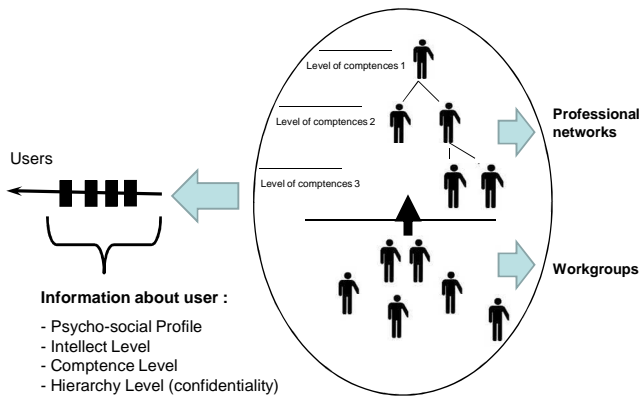 Level of comptences 1
Level of comptences 2
Professional
networks
Users
Level of comptences 3
Workgroups
Information about user :
- Psycho-social Profile
- Intellect Level
- Comptence Level
- Hierarchy Level (confidentiality)